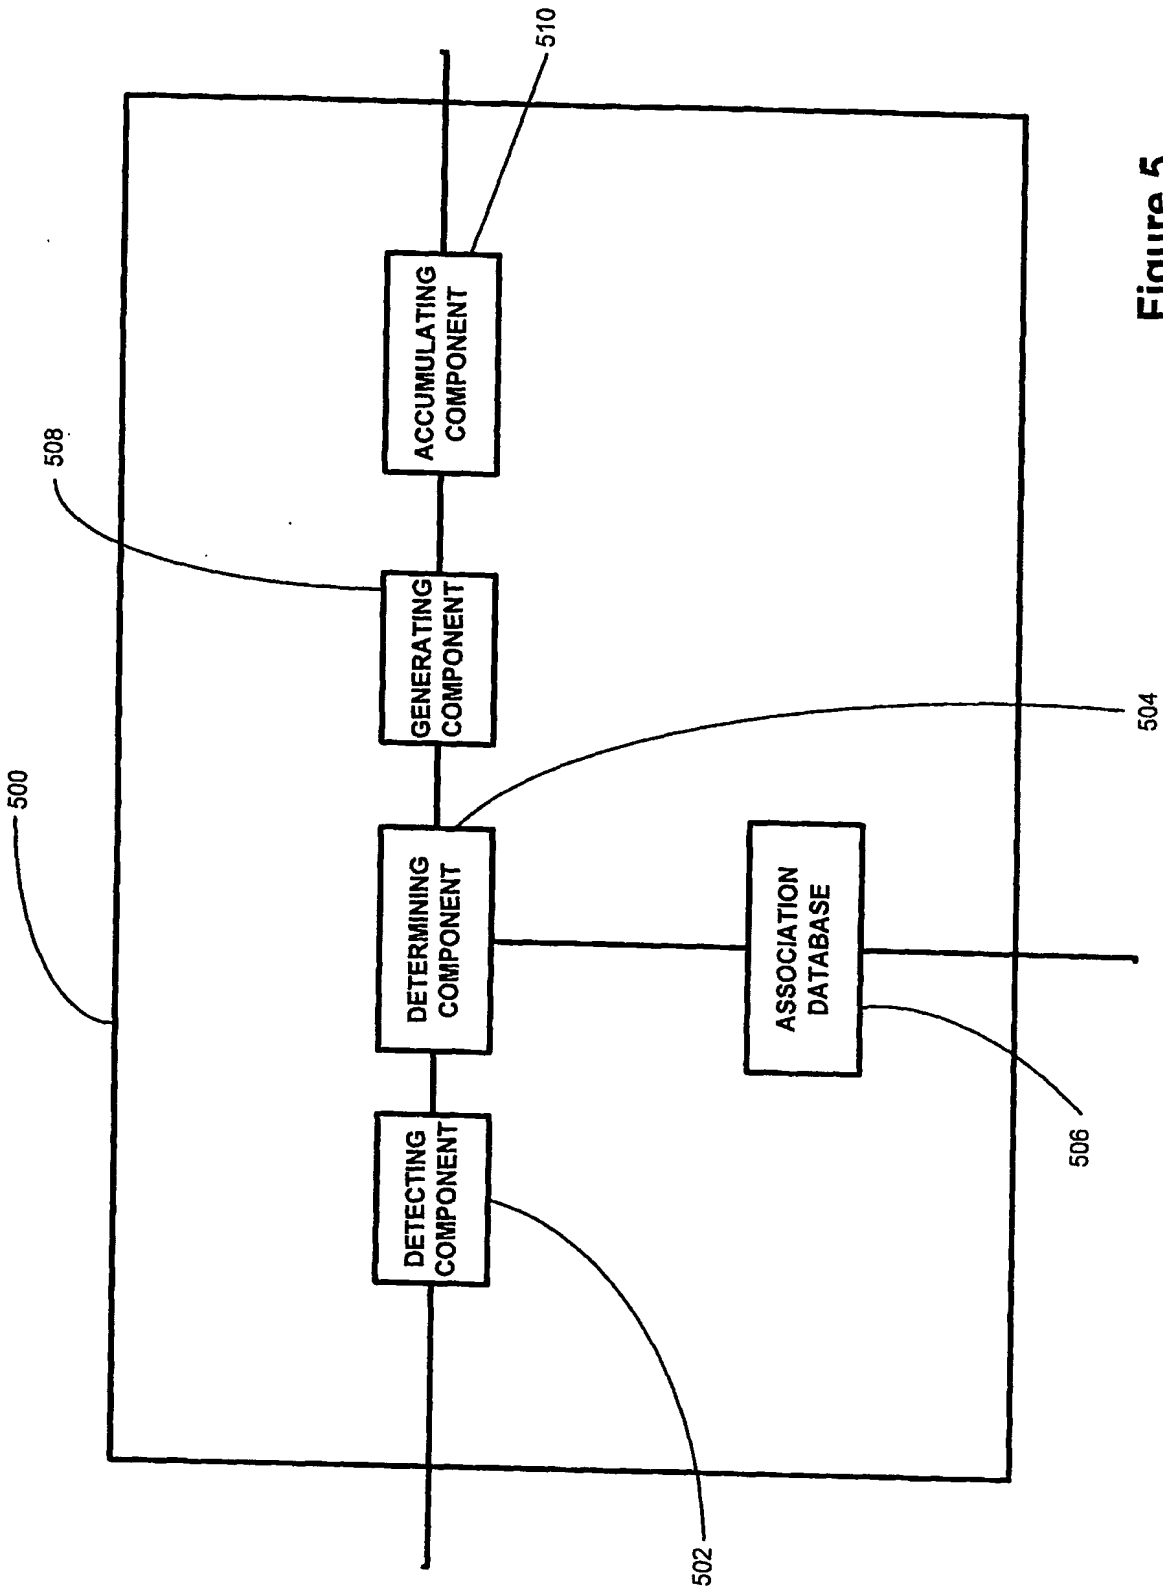 500
508
510
DETECTING
COMPONENT
DETERMINING
COMPONENT
GENERATING
COMPONENT
ACCUMULATING
COMPONENT
ASSOCIATION
DATABASE
502
506
504
Figure 5